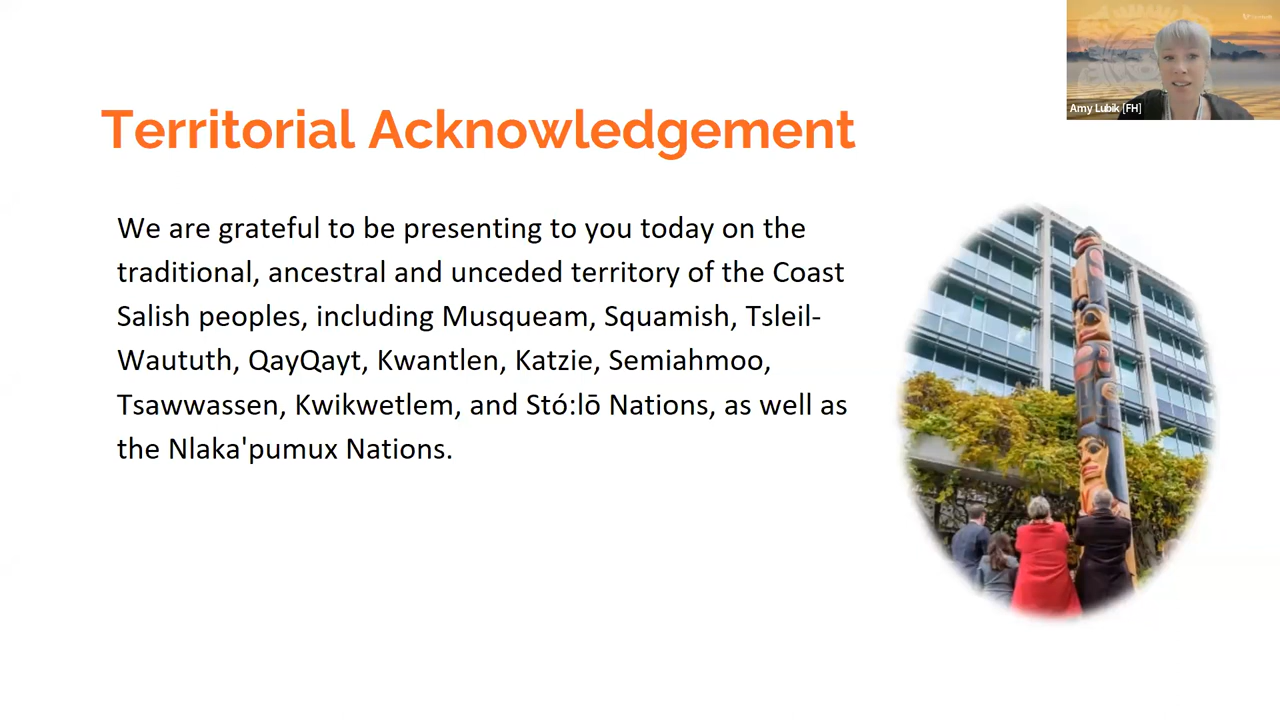 Amy Lubik [FH]
Territorial Acknowledgement
We are grateful to be presenting to you today on the
traditional, ancestral and unceded territory of the Coast
Salish peoples, including Musqueam, Squamish, Tsleil-
Waututh, QayQayt, Kwantlen, Katzie, Semiahmoo,
Tsawwassen, Kwikwetlem, and Stó:lō Nations, as well as
the Nlaka'pumux Nations.